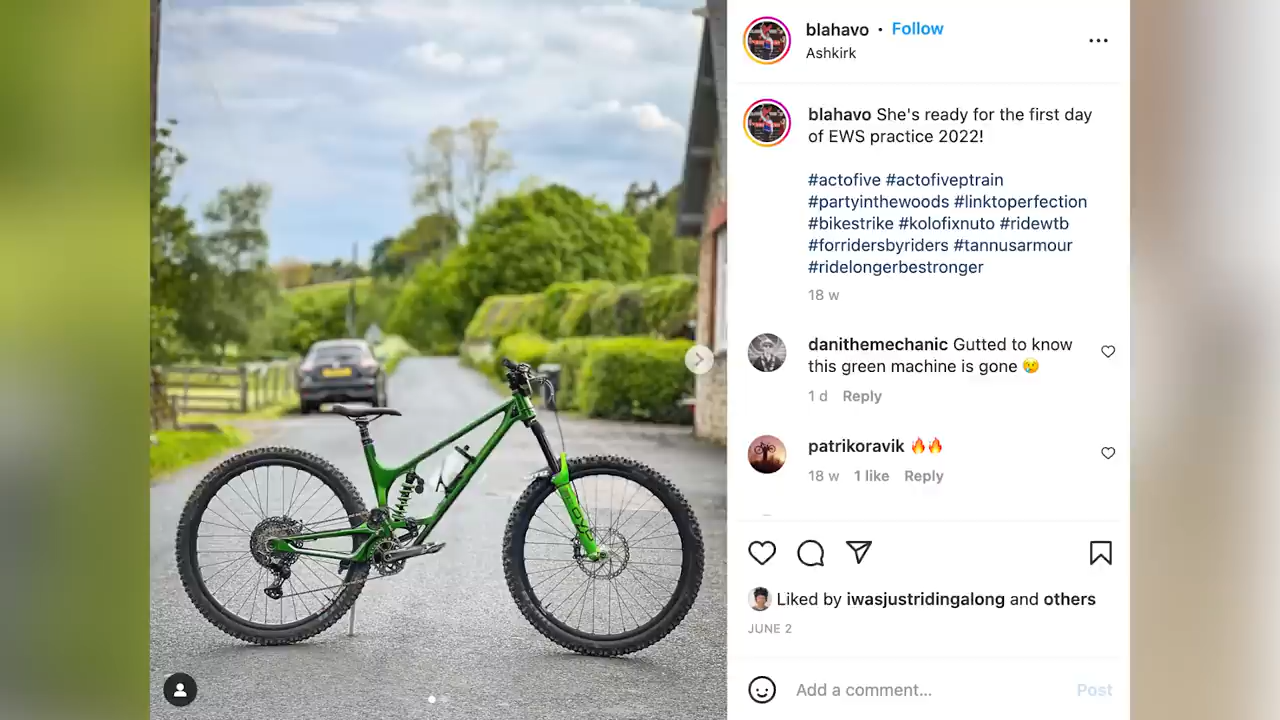 blahavo • Follow
Ashkirk
blahavo She's ready for the first day
of EWS practice 2022!
#actofive #actofiveptrain
#partyinthewoods #linktoperfection
#bikestrike #kolofixnuto #ridewtb
#forridersbyriders #tannusarmour
#ridelongerbestronger
18 w
danithemechanic Gutted to know
this green machine is gone 😢
1 d Reply
patrikoravik 🔥🔥
18 w 1 like Reply
Liked by iwasjustridingalong and others
JUNE 2
Add a comment...
Post